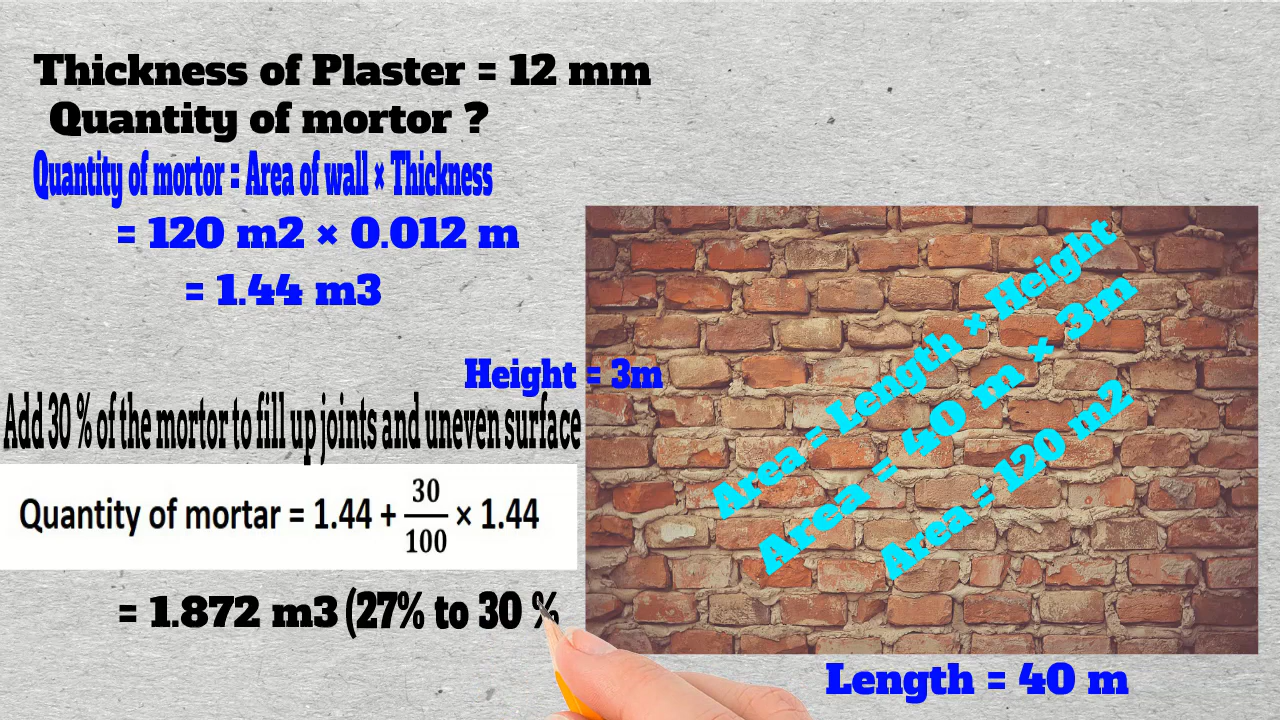 Thickness of Plaster = 12 mm
Quantity of mortor ?
Quantity of mortor = Area of wall × Thickness
= 120 m2 × 0.012 m
= 1.44 m3
Height = 3m
Add 30 % of the mortor to fill up joints and uneven surface
Quantity of mortar = 1.44 + 30/100 × 1.44
= 1.872 m3 (27% to 30 %
Area = Length × Height
Area = 40 m × 3m
Area = 120 m2
Length = 40 m